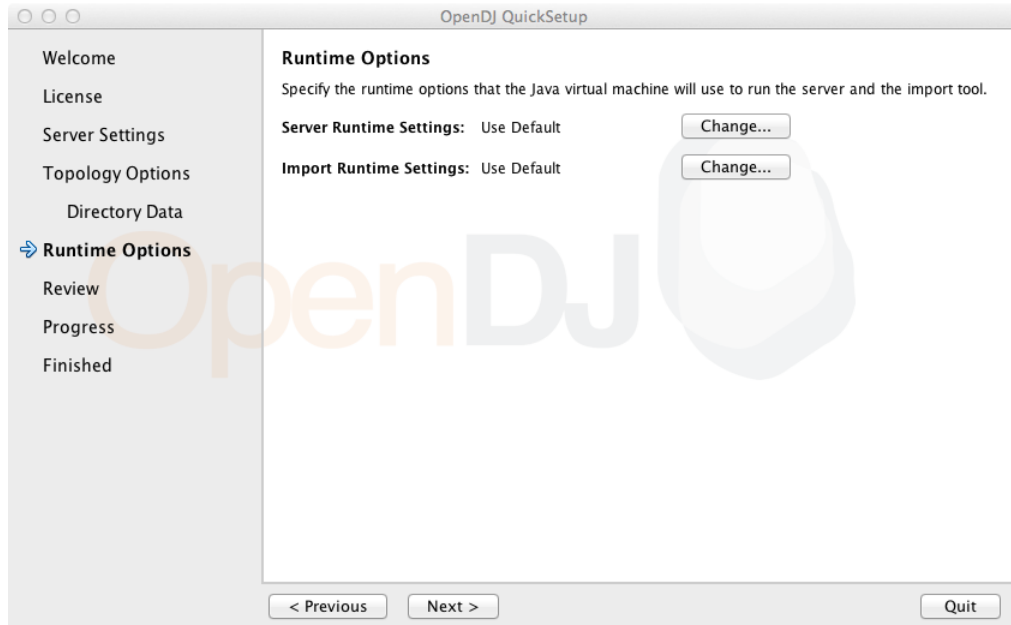 OpenDJ QuickSetup
Welcome
License
Server Settings
Topology Options
Directory Data
Runtime Options
Review
Progress
Finished
Runtime Options
Specify the runtime options that the Java virtual machine will use to run the server and the import tool.
Server Runtime Settings: Use Default Change...
Import Runtime Settings: Use Default Change...
OpenDJ
< Previous Next > Quit